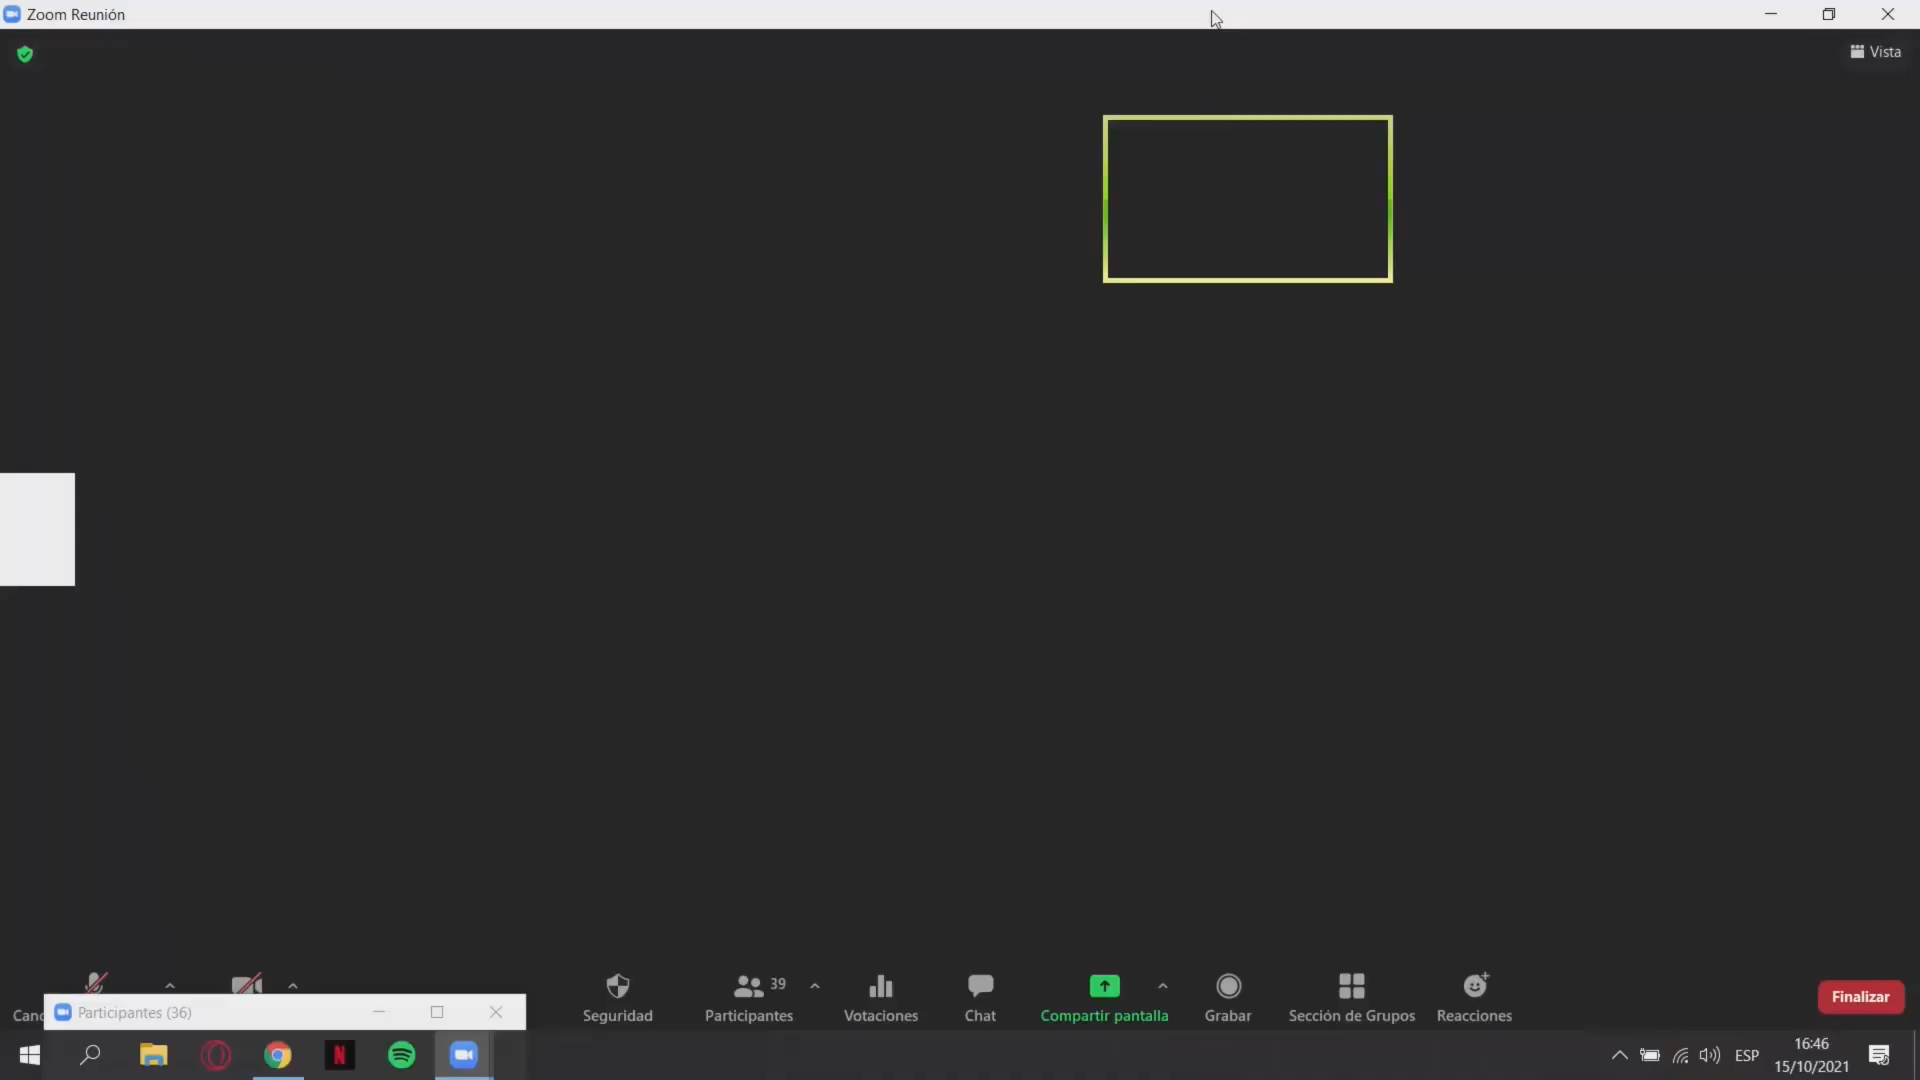 Zoom Reunión
Vista
39
Canc
Participantes (36)
Seguridad
Participantes
Votaciones
Chat
Compartir pantalla
Grabar
Sección de Grupos
Reacciones
Finalizar
N
ESP
16:46
15/10/2021